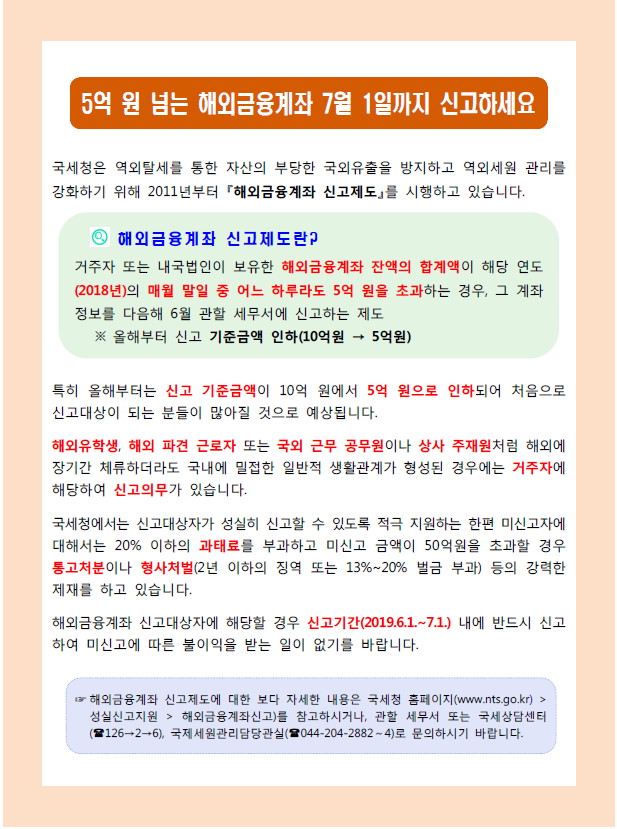 5억 원 넘는 해외금융계좌 7월 1일까지 신고하세요
국세청은 역외탈세를 통한 자산의 부당한 국외유출을 방지하고 역외세원 관리를
강화하기 위해 2011년부터 『해외금융계좌 신고제도』를 시행하고 있습니다.
해외금융계좌 신고제도란?
거주자 또는 내국법인이 보유한 해외금융계좌 잔액의 합계액이 해당 연도
(2018년)의 매월 말일 중 어느 하루라도 5억 원을 초과하는 경우, 그 계좌
정보를 다음해 6월 관할 세무서에 신고하는 제도
※ 올해부터 신고 기준금액 인하(10억원 → 5억원)
특히 올해부터는 신고 기준금액이 10억 원에서 5억 원으로 인하되어 처음으로
신고대상이 되는 분들이 많아질 것으로 예상됩니다.
해외유학생, 해외 파견 근로자 또는 국외 근무 공무원이나 상사 주재원처럼 해외에
장기간 체류하더라도 국내에 밀접한 일반적 생활관계가 형성된 경우에는 거주자에
해당하여 신고의무가 있습니다.
국세청에서는 신고대상자가 성실히 신고할 수 있도록 적극 지원하는 한편 미신고자에
대해서는 20% 이하의 과태료를 부과하고 미신고 금액이 50억원을 초과할 경우
통고처분이나 형사처벌(2년 이하의 징역 또는 13%~20% 벌금 부과) 등의 강력한
제재를 하고 있습니다.
해외금융계좌 신고대상자에 해당할 경우 신고기간(2019.6.1.~7.1.) 내에 반드시 신고
하여 미신고에 따른 불이익을 받는 일이 없기를 바랍니다.
☞ 해외금융계좌 신고제도에 대한 보다 자세한 내용은 국세청 홈페이지(www.nts.go.kr) >
성실신고지원 > 해외금융계좌신고)를 참고하시거나, 관할 세무서 또는 국세상담센터
(☎126→2→6), 국제세원관리담당관실(☎044-204-2882～4)로 문의하시기 바랍니다.